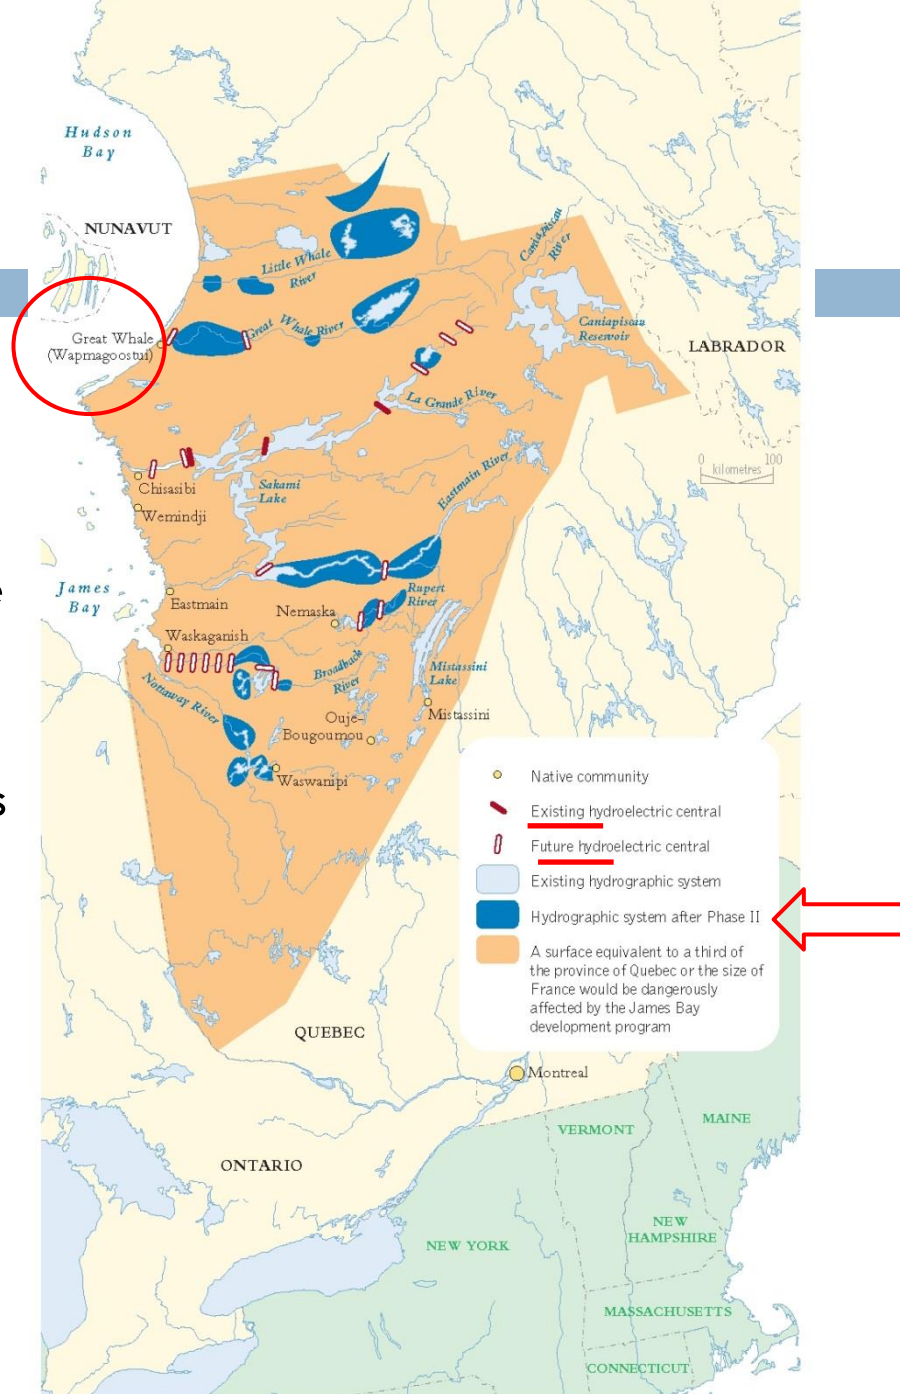 Hudson
Bay
NUNAVUT
Little Whale
River
Caniapiscau
River
Great Whale
(Wapmagoostui)
Great Whale River
Caniapiscau
Reservoir
LABRADOR
La Grande River
0 100
kilometres
Eastmain River
Chisasibi
Sakami
Lake
Wemindji
James
Bay
Eastmain
Nemaska
Rupert
River
Waskaganish
Broadback
River
Mistassini
Lake
Nottaway River
Ouje-
Bougoumou
Mistassini
Waswanipi
s
Native community
Existing hydroelectric central
Future hydroelectric central
Existing hydrographic system
Hydrographic system after Phase II
A surface equivalent to a third of
the province of Quebec or the size of
France would be dangerously
affected by the James Bay
development program
QUEBEC
Montreal
VERMONT
MAINE
ONTARIO
NEW
HAMPSHIRE
NEW YORK
MASSACHUSETTS
CONNECTICUT